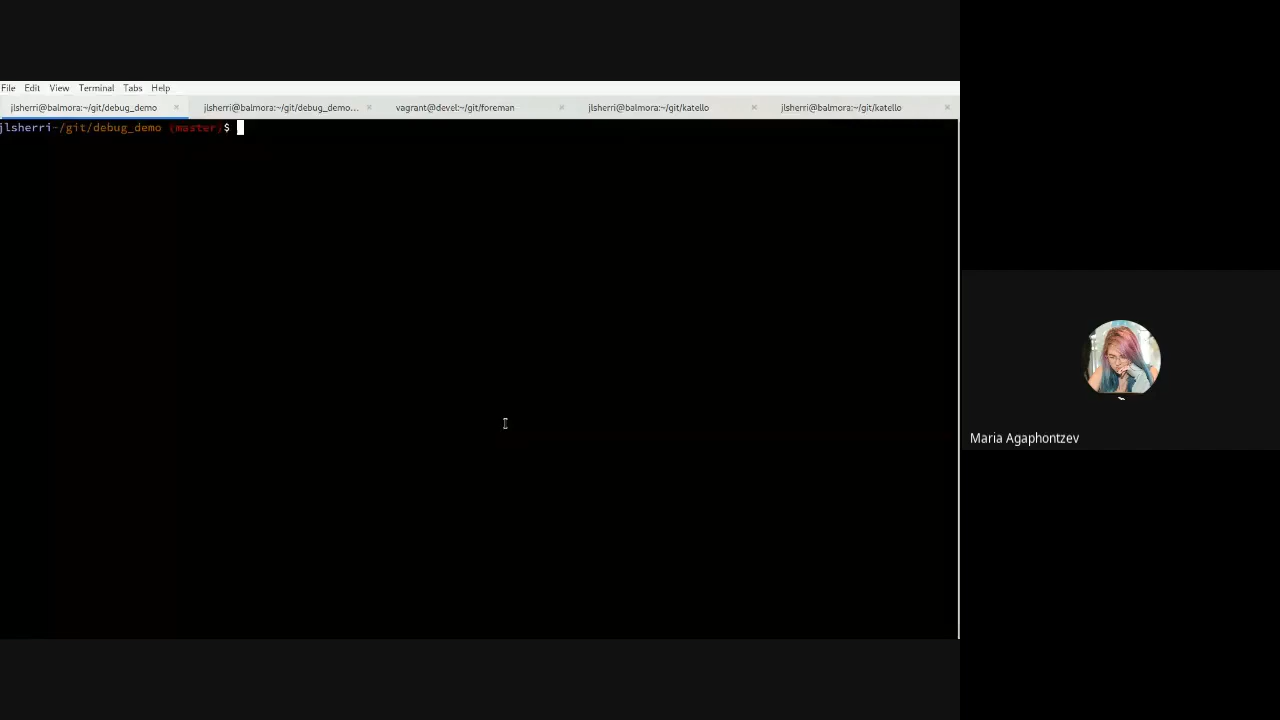 File Edit View Terminal Tabs Help
jlsherri@balmora:~/git/debug_demo × jlsherri@balmora:~/git/debug_demo... × vagrant@devel:~/git/foreman × jlsherri@balmora:~/git/katello × jlsherri@balmora:~/git/katello ×
jlsherri~/git/debug_demo (master)$
Maria Agaphontzev